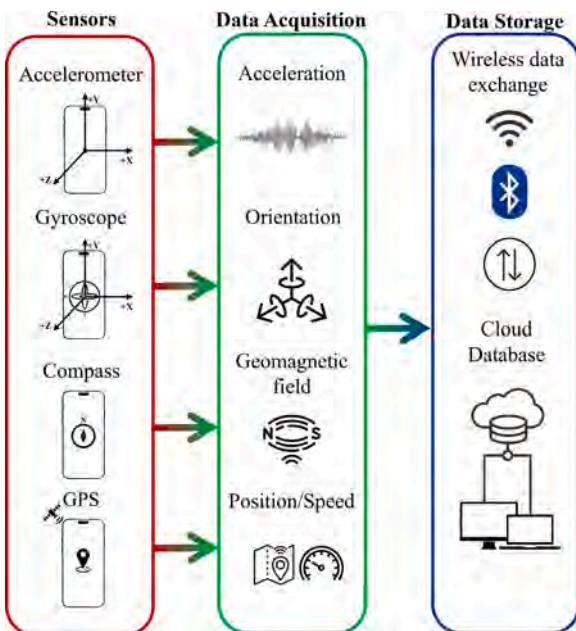 Sensors
Data Acquisition
Data Storage
Accelerometer
+Y
+X
+Z
Gyroscope
+Y
+X
+Z
Compass
N
GPS
Acceleration
Orientation
Geomagnetic
field
N S
Position/Speed
Wireless data
exchange
Cloud
Database